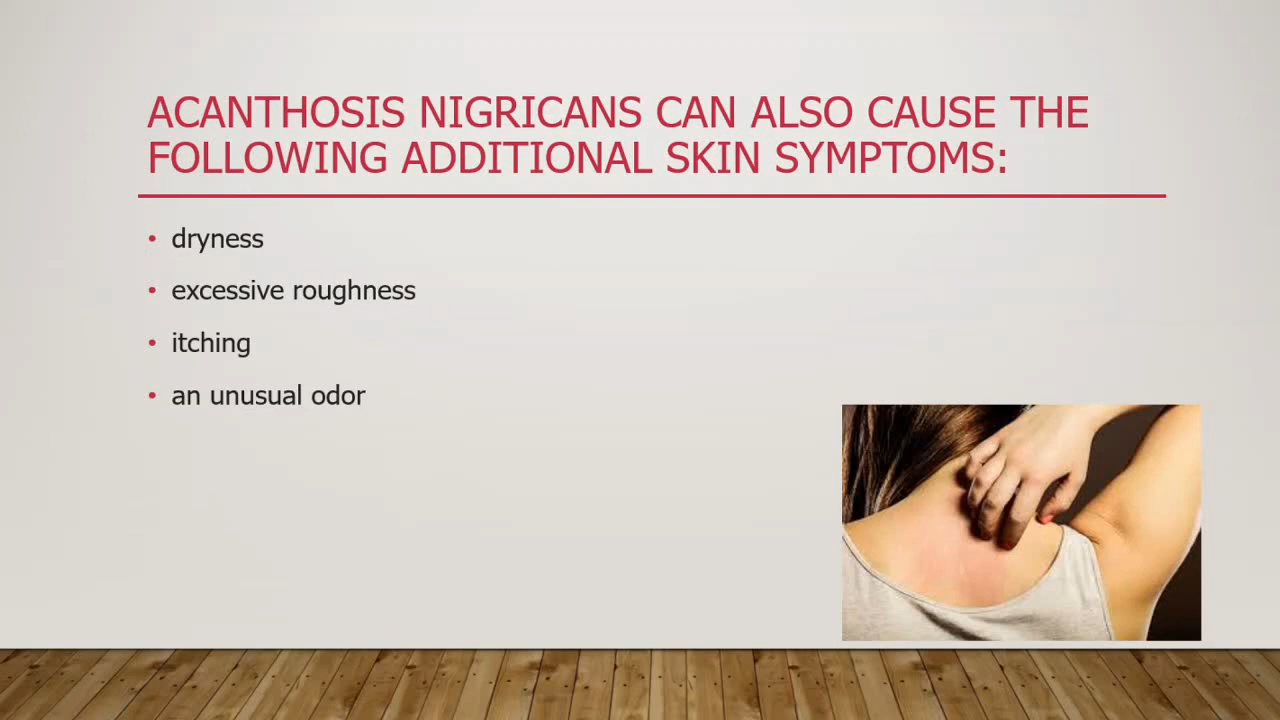 ACANTHOSIS NIGRICANS CAN ALSO CAUSE THE
FOLLOWING ADDITIONAL SKIN SYMPTOMS:
• dryness
• excessive roughness
• itching
• an unusual odor